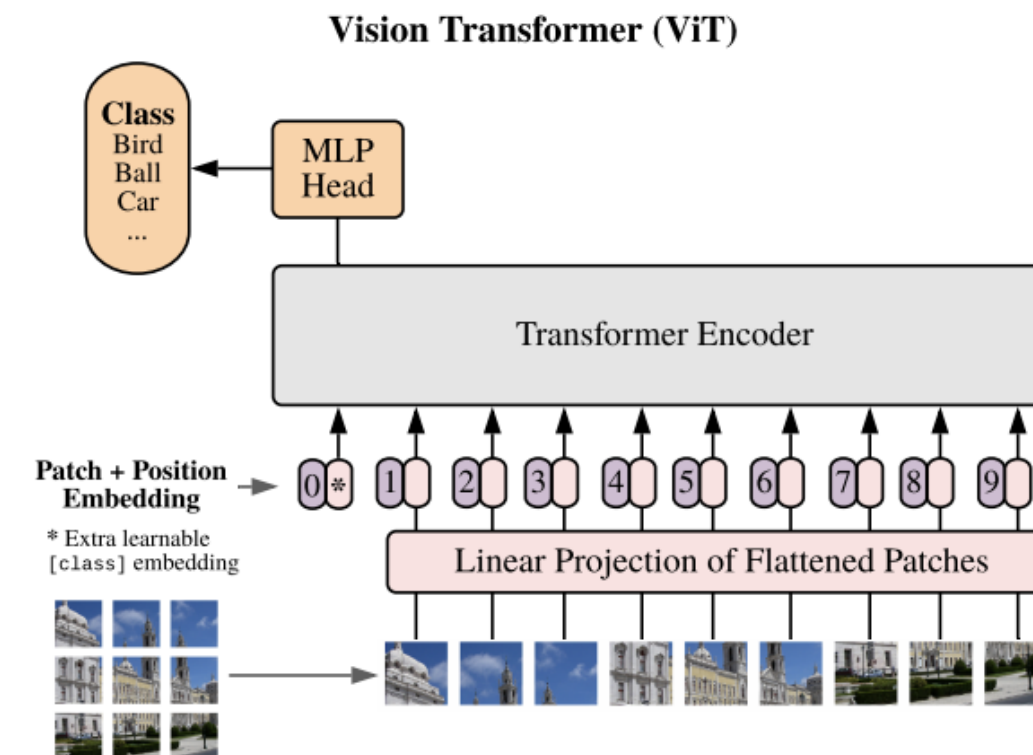 Vision Transformer (ViT)
Class
Bird
Ball
Car
...
MLP
Head
Transformer Encoder
Patch + Position
Embedding
0 * 1 2 3 4 5 6 7 8 9
* Extra learnable
[class] embedding
Linear Projection of Flattened Patches